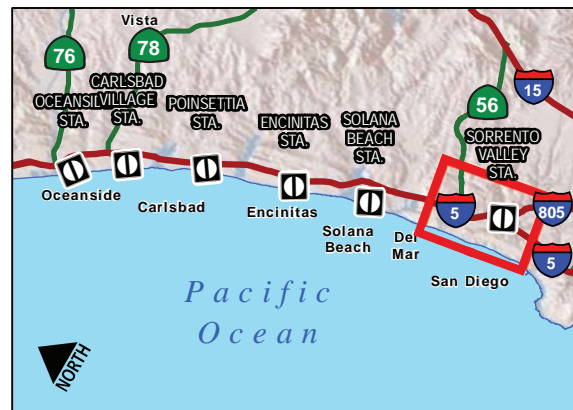 Vista
76
78
15
OCEANSIDE
STA.
CARLSBAD
VILLAGE
STA.
POINSETTIA
STA.
ENCINITAS
STA.
SOLANA
BEACH
STA.
56
SORRENTO
VALLEY
STA.
Oceanside
Carlsbad
Encinitas
Solana
Beach
Del
Mar
5
805
5
San Diego
Pacific
Ocean
NORTH